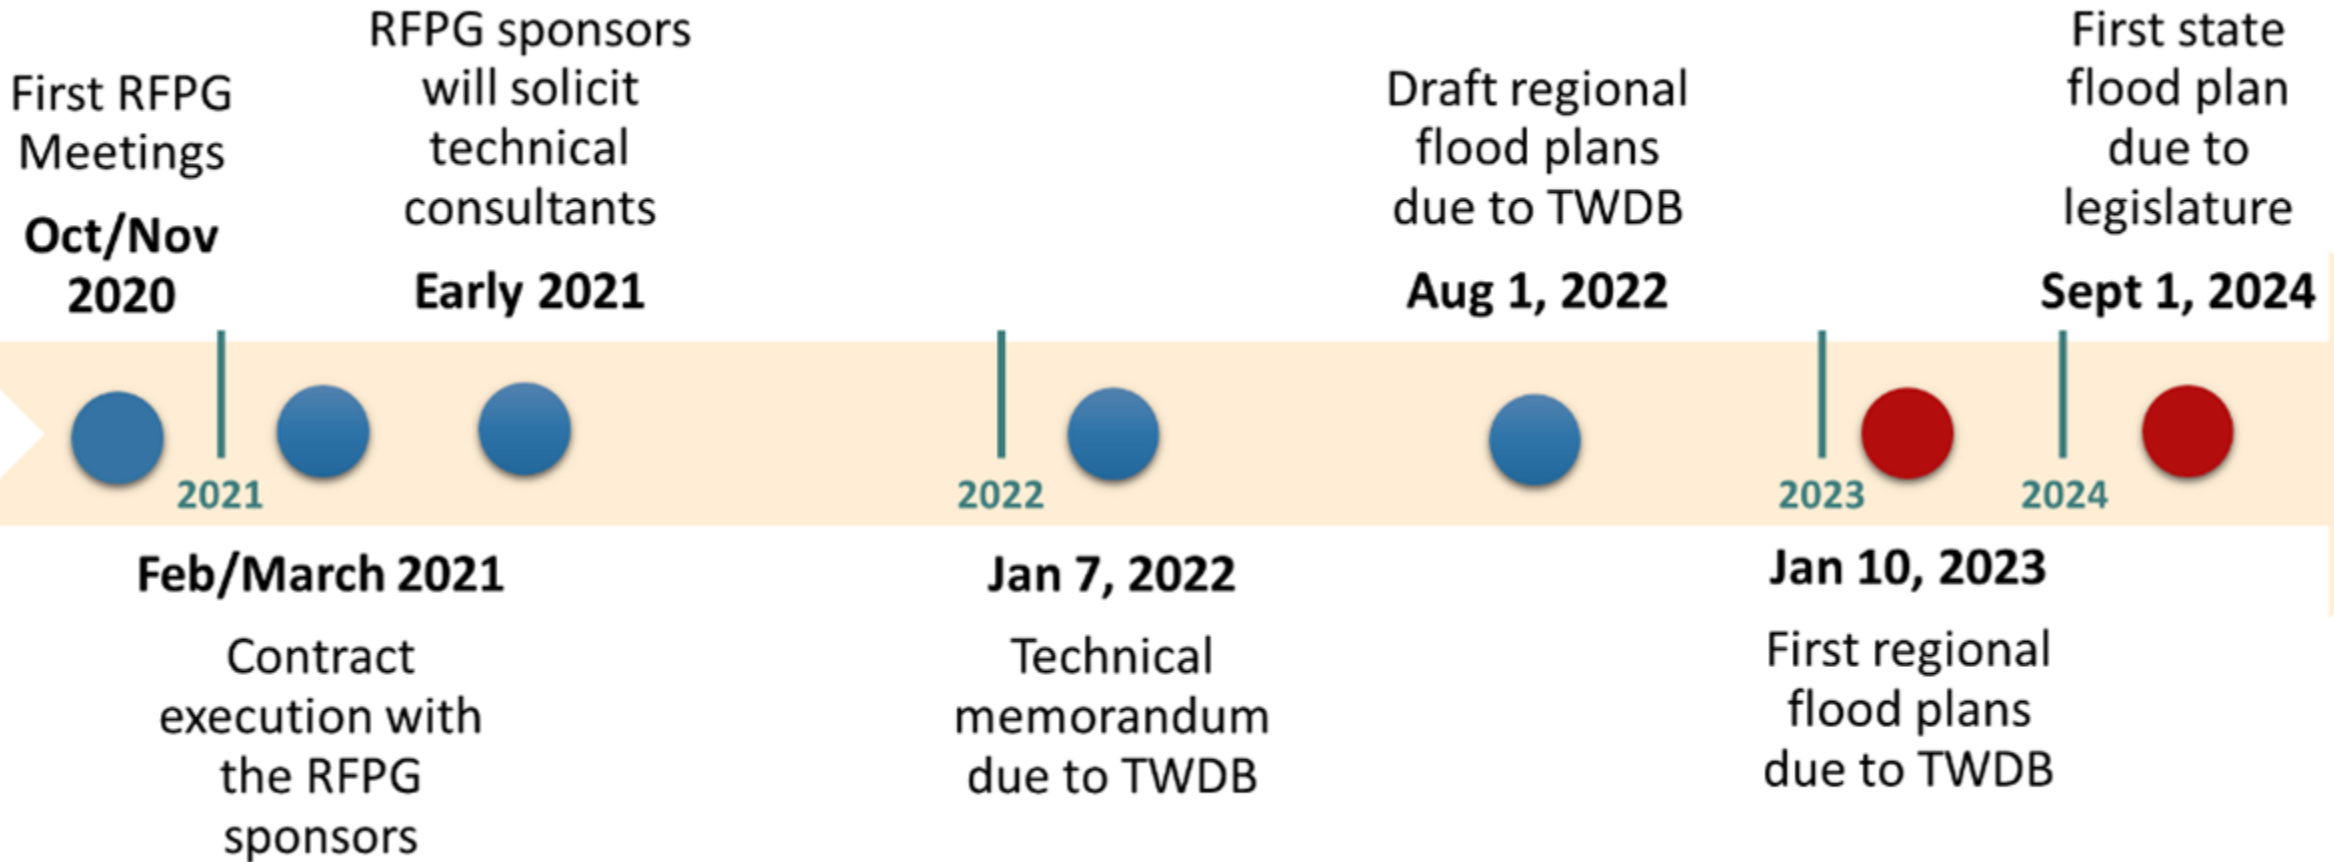 First RFPG
Meetings
Oct/Nov
2020
RFPG sponsors
will solicit
technical
consultants
Early 2021
Draft regional
flood plans
due to TWDB
Aug 1, 2022
First state
flood plan
due to
legislature
Sept 1, 2024
2021
2022
2023
2024
Feb/March 2021
Contract
execution with
the RFPG
sponsors
Jan 7, 2022
Technical
memorandum
due to TWDB
Jan 10, 2023
First regional
flood plans
due to TWDB